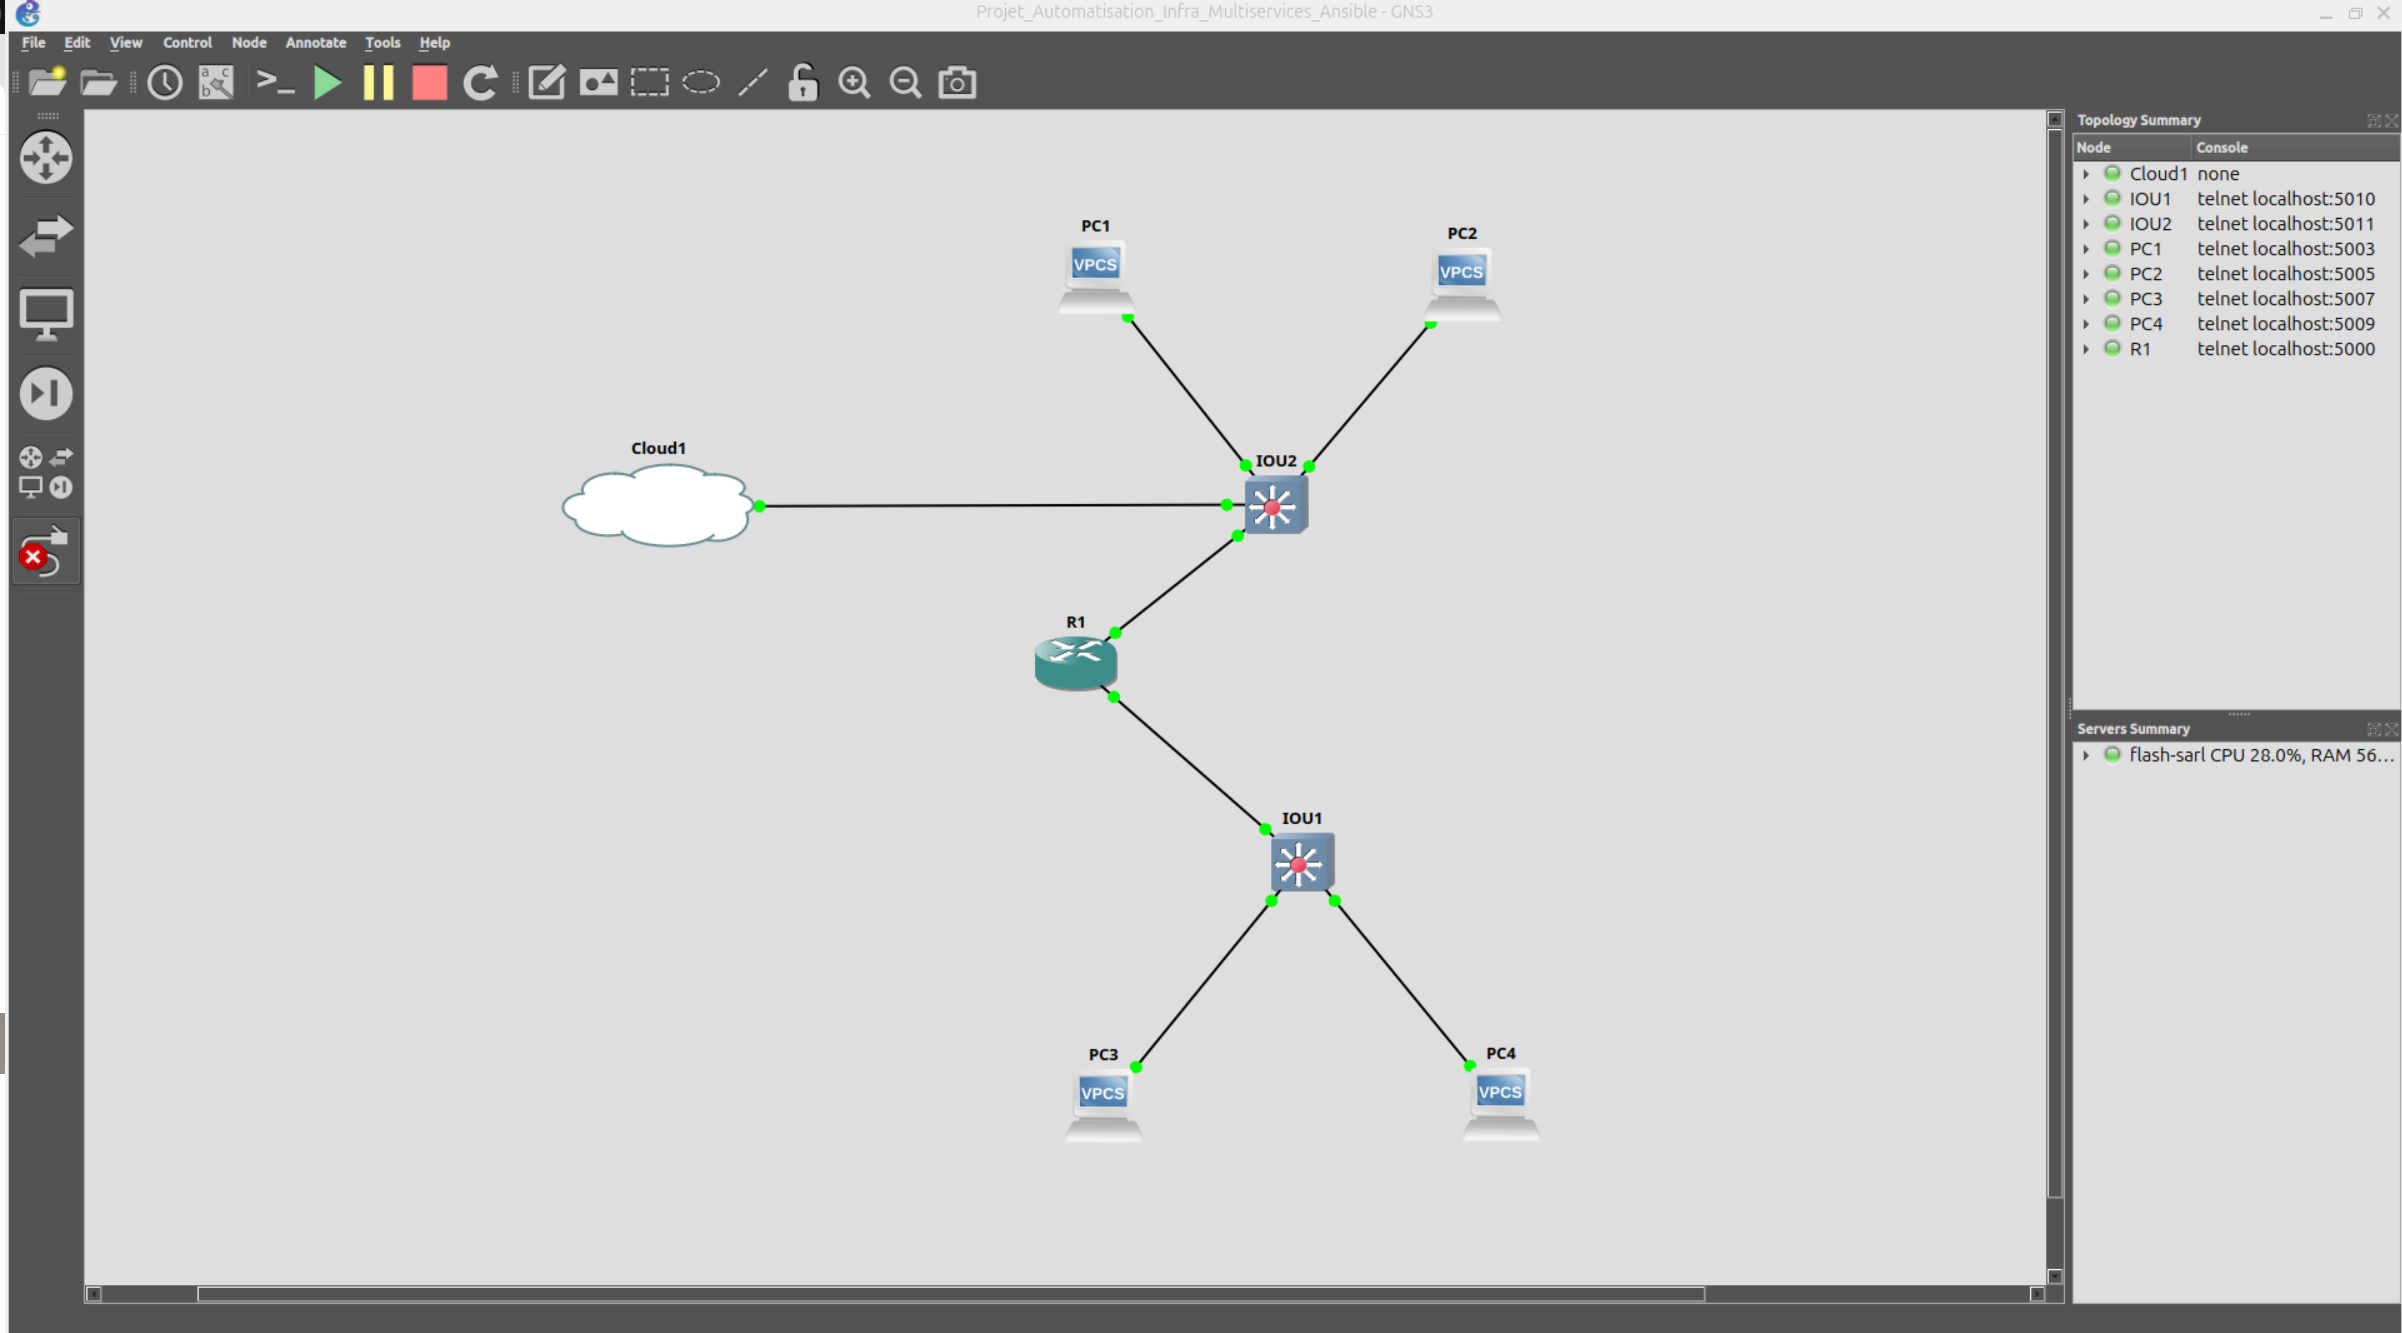 Projet_Automatisation_Infra_Multiservices_Ansible - GNS3
File Edit View Control Node Annotate Tools Help
Topology Summary
Node Console
Cloud1 none
IOU1 telnet localhost:5010
IOU2 telnet localhost:5011
PC1 telnet localhost:5003
PC2 telnet localhost:5005
PC3 telnet localhost:5007
PC4 telnet localhost:5009
R1 telnet localhost:5000
Servers Summary
flash-sarl CPU 28.0%, RAM 56...
PC1
VPCS
PC2
VPCS
Cloud1
IOU2
R1
IOU1
PC3
VPCS
PC4
VPCS